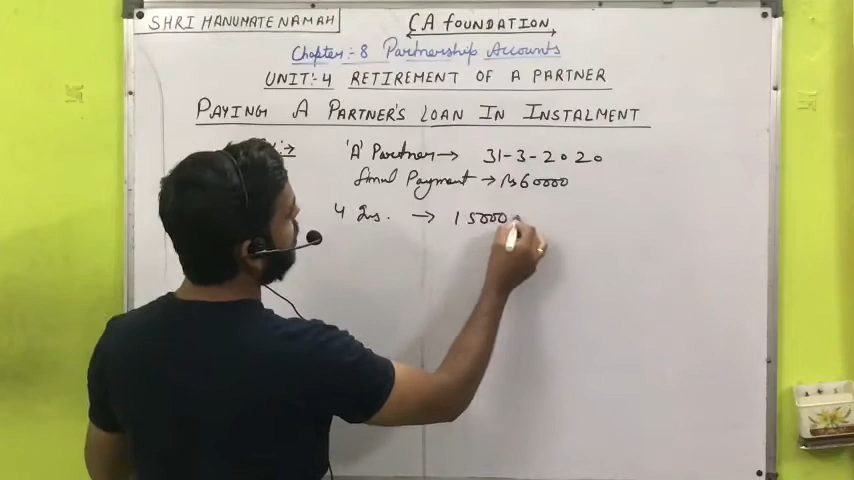 SHRI HANUMATE NAMAH
CA FOUNDATION
Chapter:- 8 Partnership Accounts
UNIT:-4 RETIREMENT OF A PARTNER
PAYING A PARTNER'S LOAN IN INSTALMENT
'A' Partner → 31-3-2020
Final Payment → Rs 60000
4 Ins. → 15000